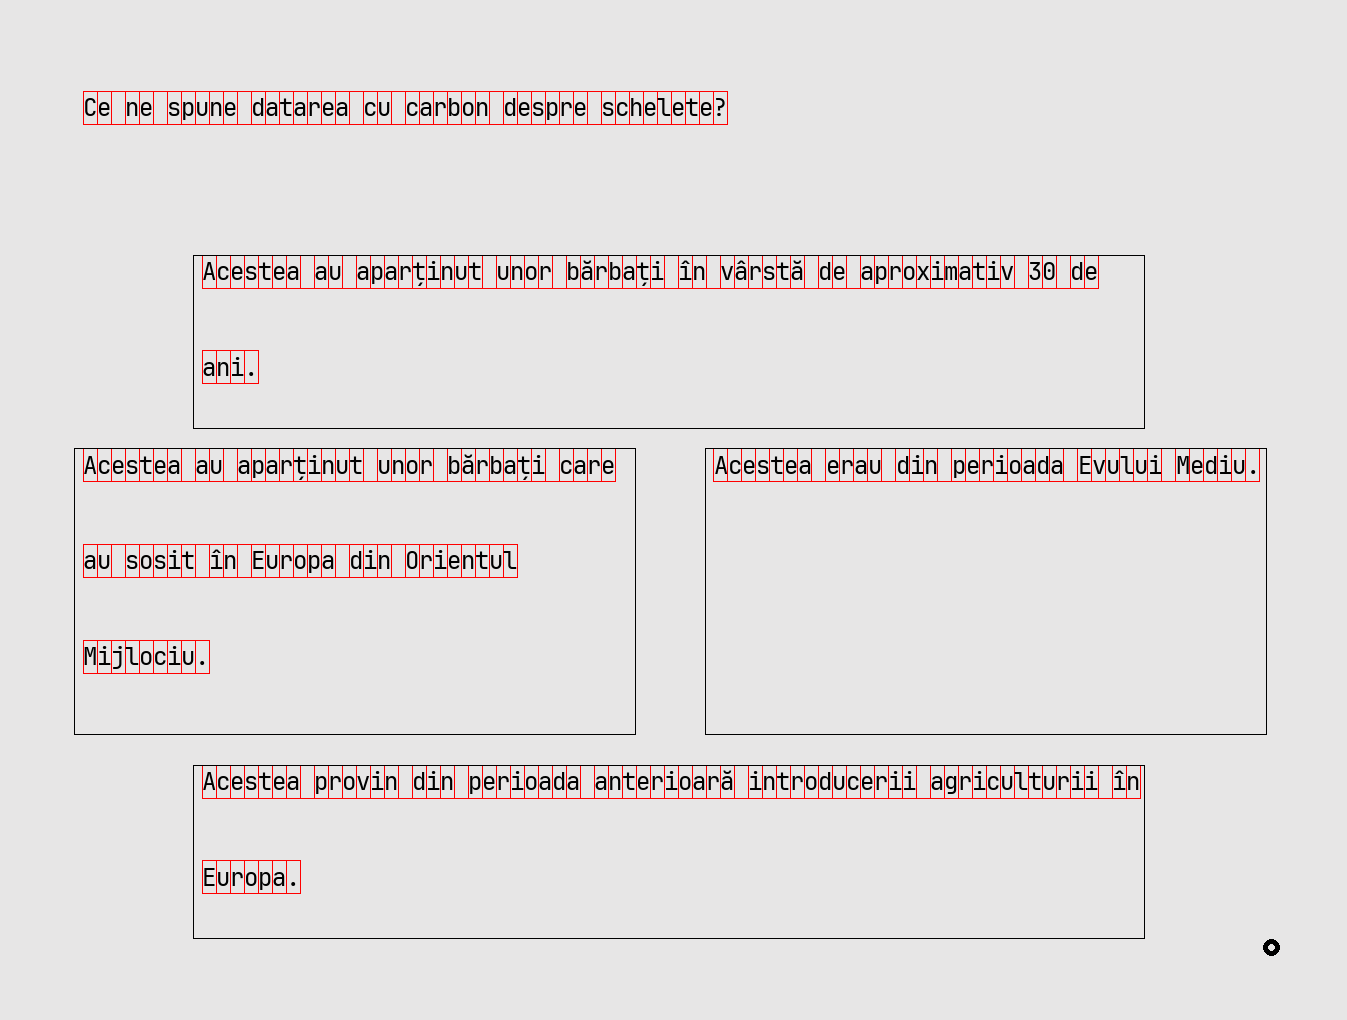 Ce ne spune datarea cu carbon despre schelete?
Acestea au aparținut unor bărbați în vârstă de aproximativ 30 de
ani.
Acestea au aparținut unor bărbați care
au sosit în Europa din Orientul
Mijlociu.
Acestea erau din perioada Evului Mediu.
Acestea provin din perioada anterioară introducerii agriculturii în
Europa.